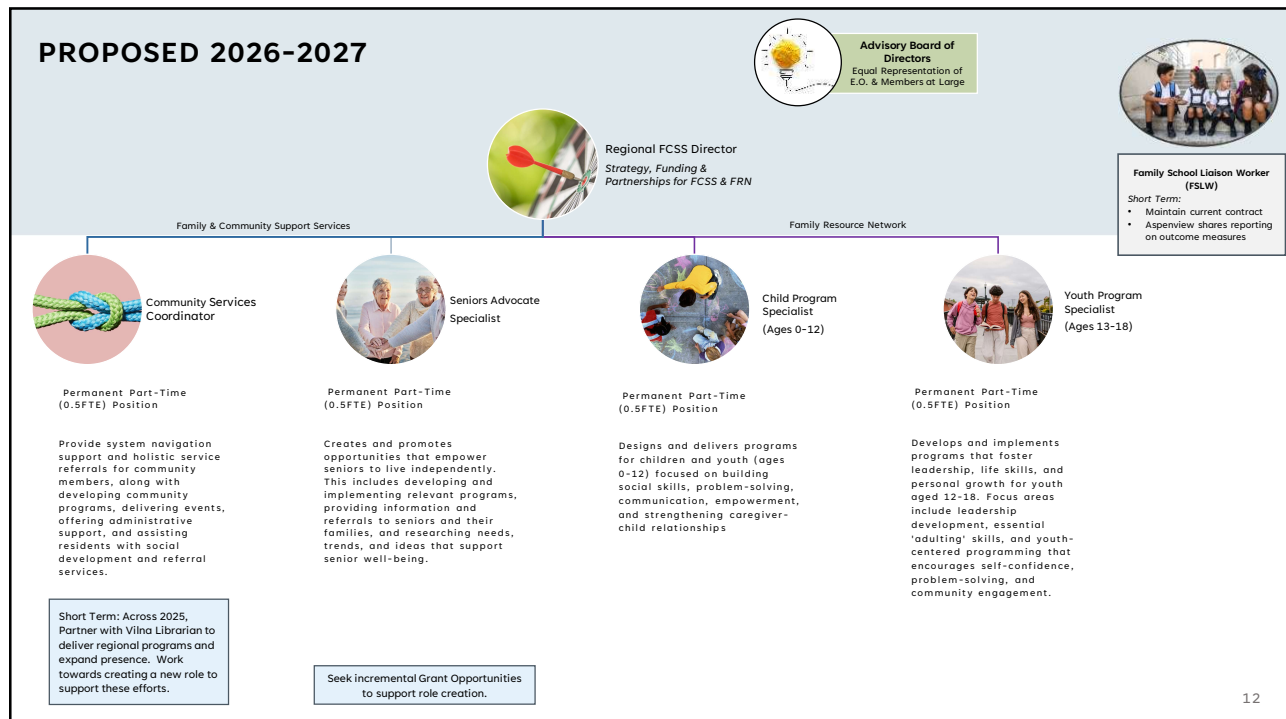 PROPOSED 2026-2027
Advisory Board of
Directors
Equal Representation of
E.O. & Members at Large
Regional FCSS Director
Strategy, Funding &
Partnerships for FCSS & FRN
Family School Liaison Worker
(FSLW)
Short Term:
• Maintain current contract
• Aspenview shares reporting
on outcome measures
Family & Community Support Services
Family Resource Network
Community Services
Coordinator
Seniors Advocate
Specialist
Child Program
Specialist
(Ages 0-12)
Youth Program
Specialist
(Ages 13-18)
Permanent Part-Time
(0.5FTE) Position
Provide system navigation
support and holistic service
referrals for community
members, along with
developing community
programs, delivering events,
offering administrative
support, and assisting
residents with social
development and referral
services.
Short Term: Across 2025,
Partner with Vilna Librarian to
deliver regional programs and
expand presence. Work
towards creating a new role to
support these efforts.
Permanent Part-Time
(0.5FTE) Position
Creates and promotes
opportunities that empower
seniors to live independently.
This includes developing and
implementing relevant programs,
providing information and
referrals to seniors and their
families, and researching needs,
trends, and ideas that support
senior well-being.
Seek incremental Grant Opportunities
to support role creation.
Permanent Part-Time
(0.5FTE) Position
Designs and delivers programs
for children and youth (ages
0-12) focused on building
social skills, problem-solving,
communication, empowerment,
and strengthening caregiver-
child relationships
Permanent Part-Time
(0.5FTE) Position
Develops and implements
programs that foster
leadership, life skills, and
personal growth for youth
aged 12-18. Focus areas
include leadership
development, essential
'adulting' skills, and youth-
centered programming that
encourages self-confidence,
problem-solving, and
community engagement.
12